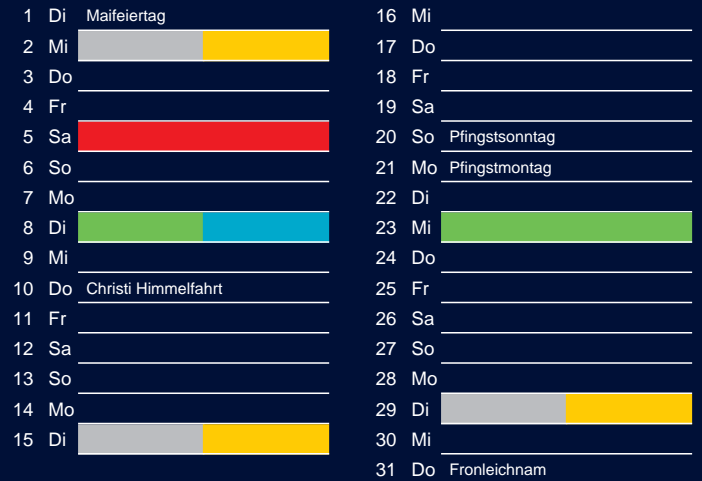 1 Di Maifeiertag
2 Mi
3 Do
4 Fr
5 Sa
6 So
7 Mo
8 Di
9 Mi
10 Do Christi Himmelfahrt
11 Fr
12 Sa
13 So
14 Mo
15 Di
16 Mi
17 Do
18 Fr
19 Sa
20 So Pfingstsonntag
21 Mo Pfingstmontag
22 Di
23 Mi
24 Do
25 Fr
26 Sa
27 So
28 Mo
29 Di
30 Mi
31 Do Fronleichnam